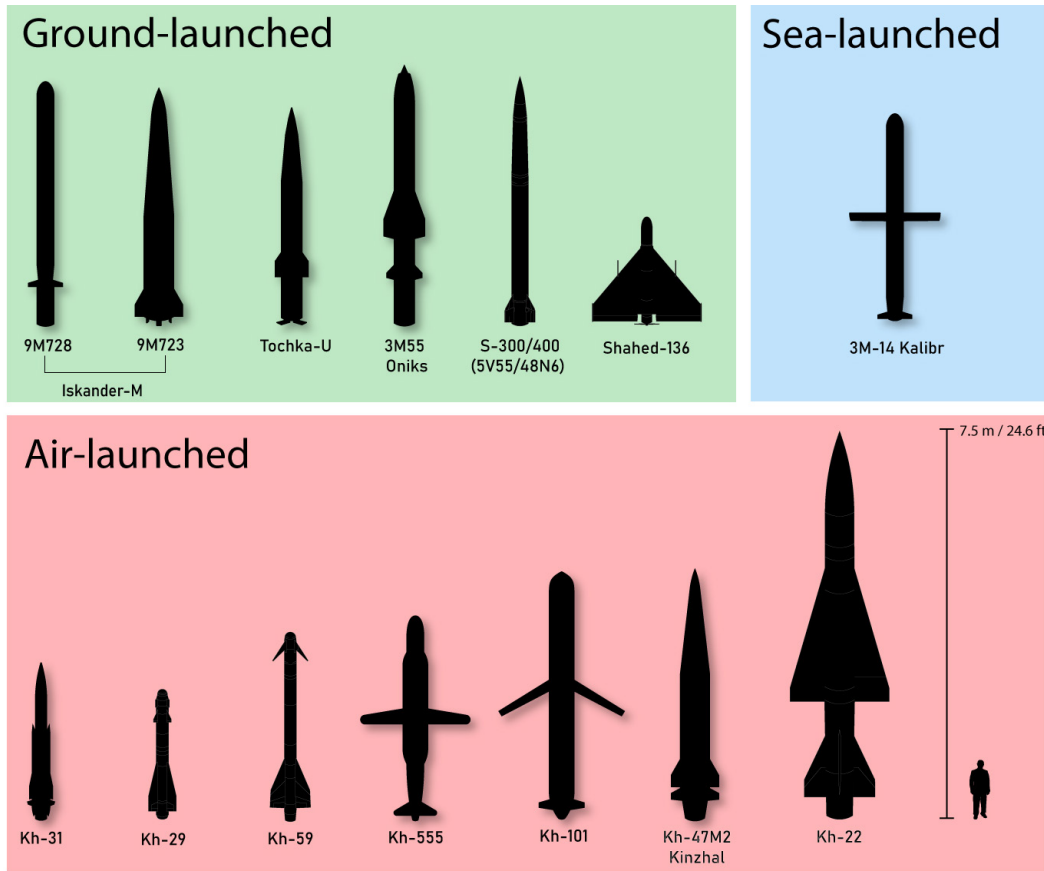 Ground-launched
9M728
9M723
Iskander-M
Tochka-U
3M55
Oniks
S-300/400
(5V55/48N6)
Shahed-136
Sea-launched
3M-14 Kalibr
Air-launched
7.5 m / 24.6 ft
Kh-31
Kh-29
Kh-59
Kh-555
Kh-101
Kh-47M2
Kinzhal
Kh-22